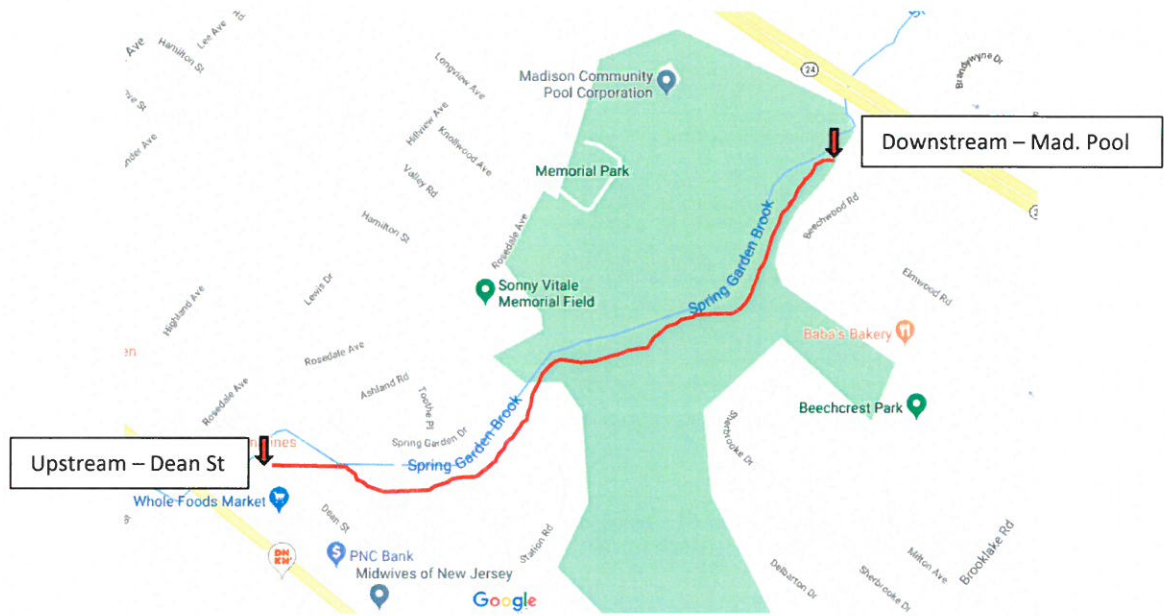 Lee Ave
Rd
Ave
Hamilton St
Longview Ave
Madison Community
Pool Corporation
24
Brandywyne Dr
Hillview Ave
Knollwood Ave
Downstream – Mad. Pool
Valley Rd
Memorial Park
Beechwood Rd
Hamilton St
Rosedale Ave
Spring Garden Brook
Elmwood Rd
Lewis Dr
Sonny Vitale
Memorial Field
Highland Ave
Baba's Bakery
Rosedale Ave
Ashland Rd
Toothe Pl
Rosedale Ave
Beechcrest Park
Sherbrooke Dr
Spring Garden Dr
Spring Garden Brook
Upstream – Dean St
Whole Foods Market
Dean St
Station Rd
Brooklake Rd
DN
KN'
PNC Bank
Midwives of New Jersey
Delbarton Dr
Sherbrooke Dr
Milton Ave
Google